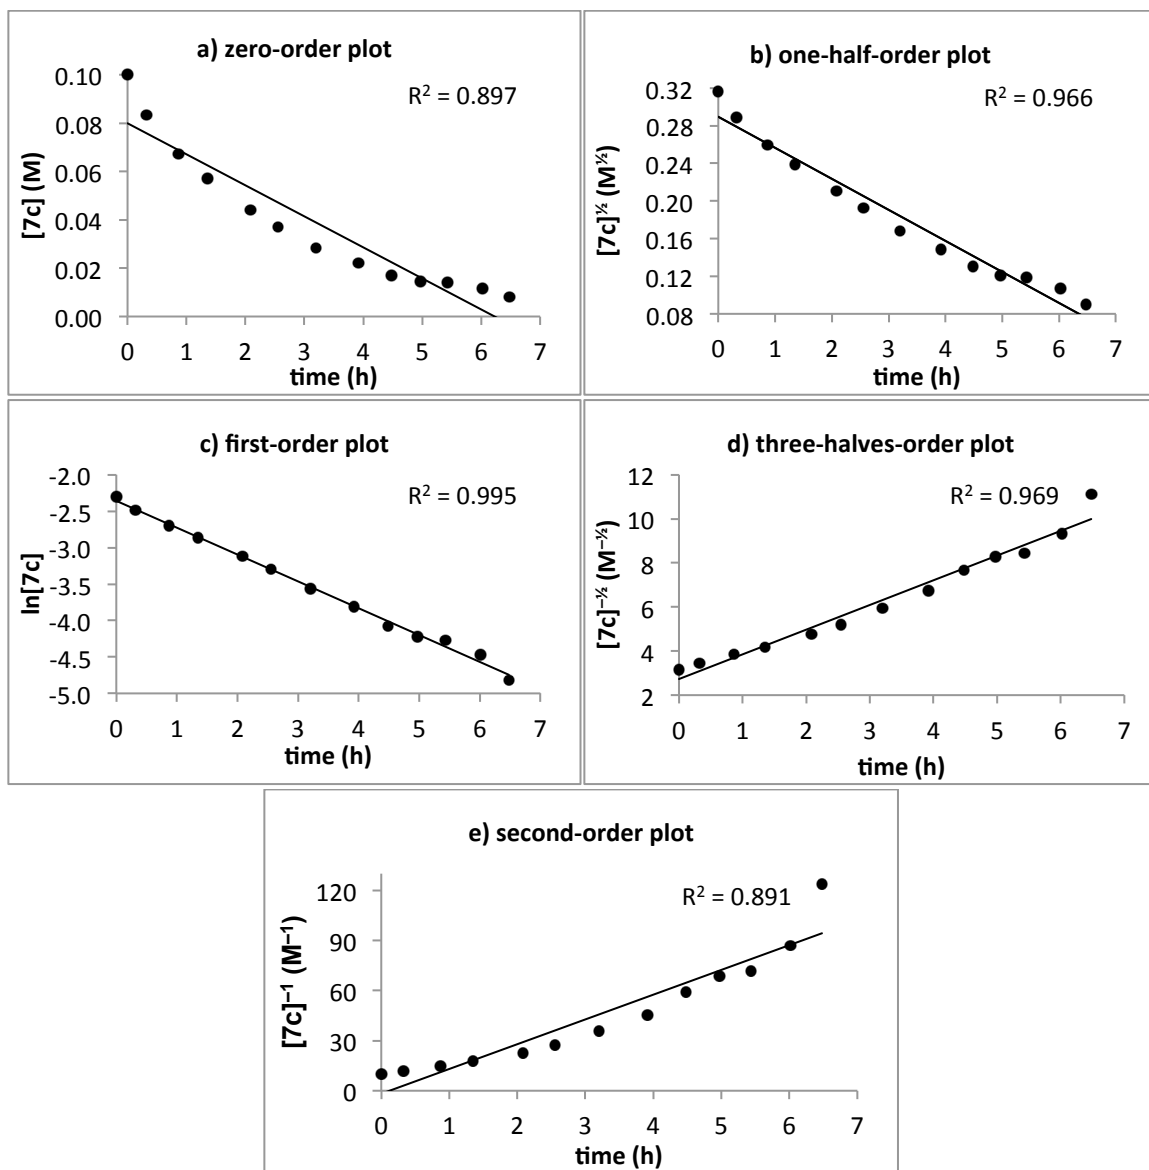 a) zero-order plot
R² = 0.897
[7c] (M)
0.10
0.08
0.06
0.04
0.02
0.00
0 1 2 3 4 5 6 7
time (h)
b) one-half-order plot
R² = 0.966
[7c]^½ (M^½)
0.32
0.28
0.24
0.20
0.16
0.12
0.08
0 1 2 3 4 5 6 7
time (h)
c) first-order plot
R² = 0.995
ln[7c]
-2.0
-2.5
-3.0
-3.5
-4.0
-4.5
-5.0
0 1 2 3 4 5 6 7
time (h)
d) three-halves-order plot
R² = 0.969
[7c]^–½ (M^–½)
12
10
8
6
4
2
0 1 2 3 4 5 6 7
time (h)
e) second-order plot
R² = 0.891
[7c]⁻¹ (M⁻¹)
120
90
60
30
0
0 1 2 3 4 5 6 7
time (h)